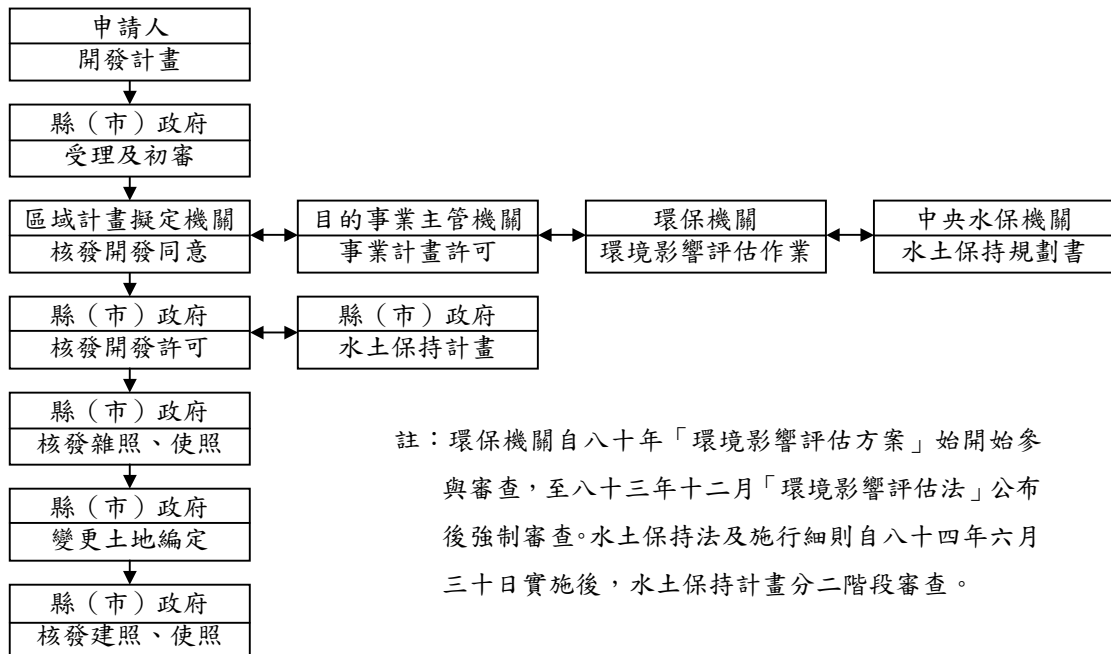 申請人
開發計畫
縣（市）政府
受理及初審
區域計畫擬定機關
核發開發同意
目的事業主管機關
事業計畫許可
環保機關
環境影響評估作業
中央水保機關
水土保持規劃書
縣（市）政府
核發開發許可
縣（市）政府
水土保持計畫
縣（市）政府
核發雜照、使照
縣（市）政府
變更土地編定
縣（市）政府
核發建照、使照
註：環保機關自八十年「環境影響評估方案」始開始參
與審查，至八十三年十二月「環境影響評估法」公布
後強制審查。水土保持法及施行細則自八十四年六月
三十日實施後，水土保持計畫分二階段審查。